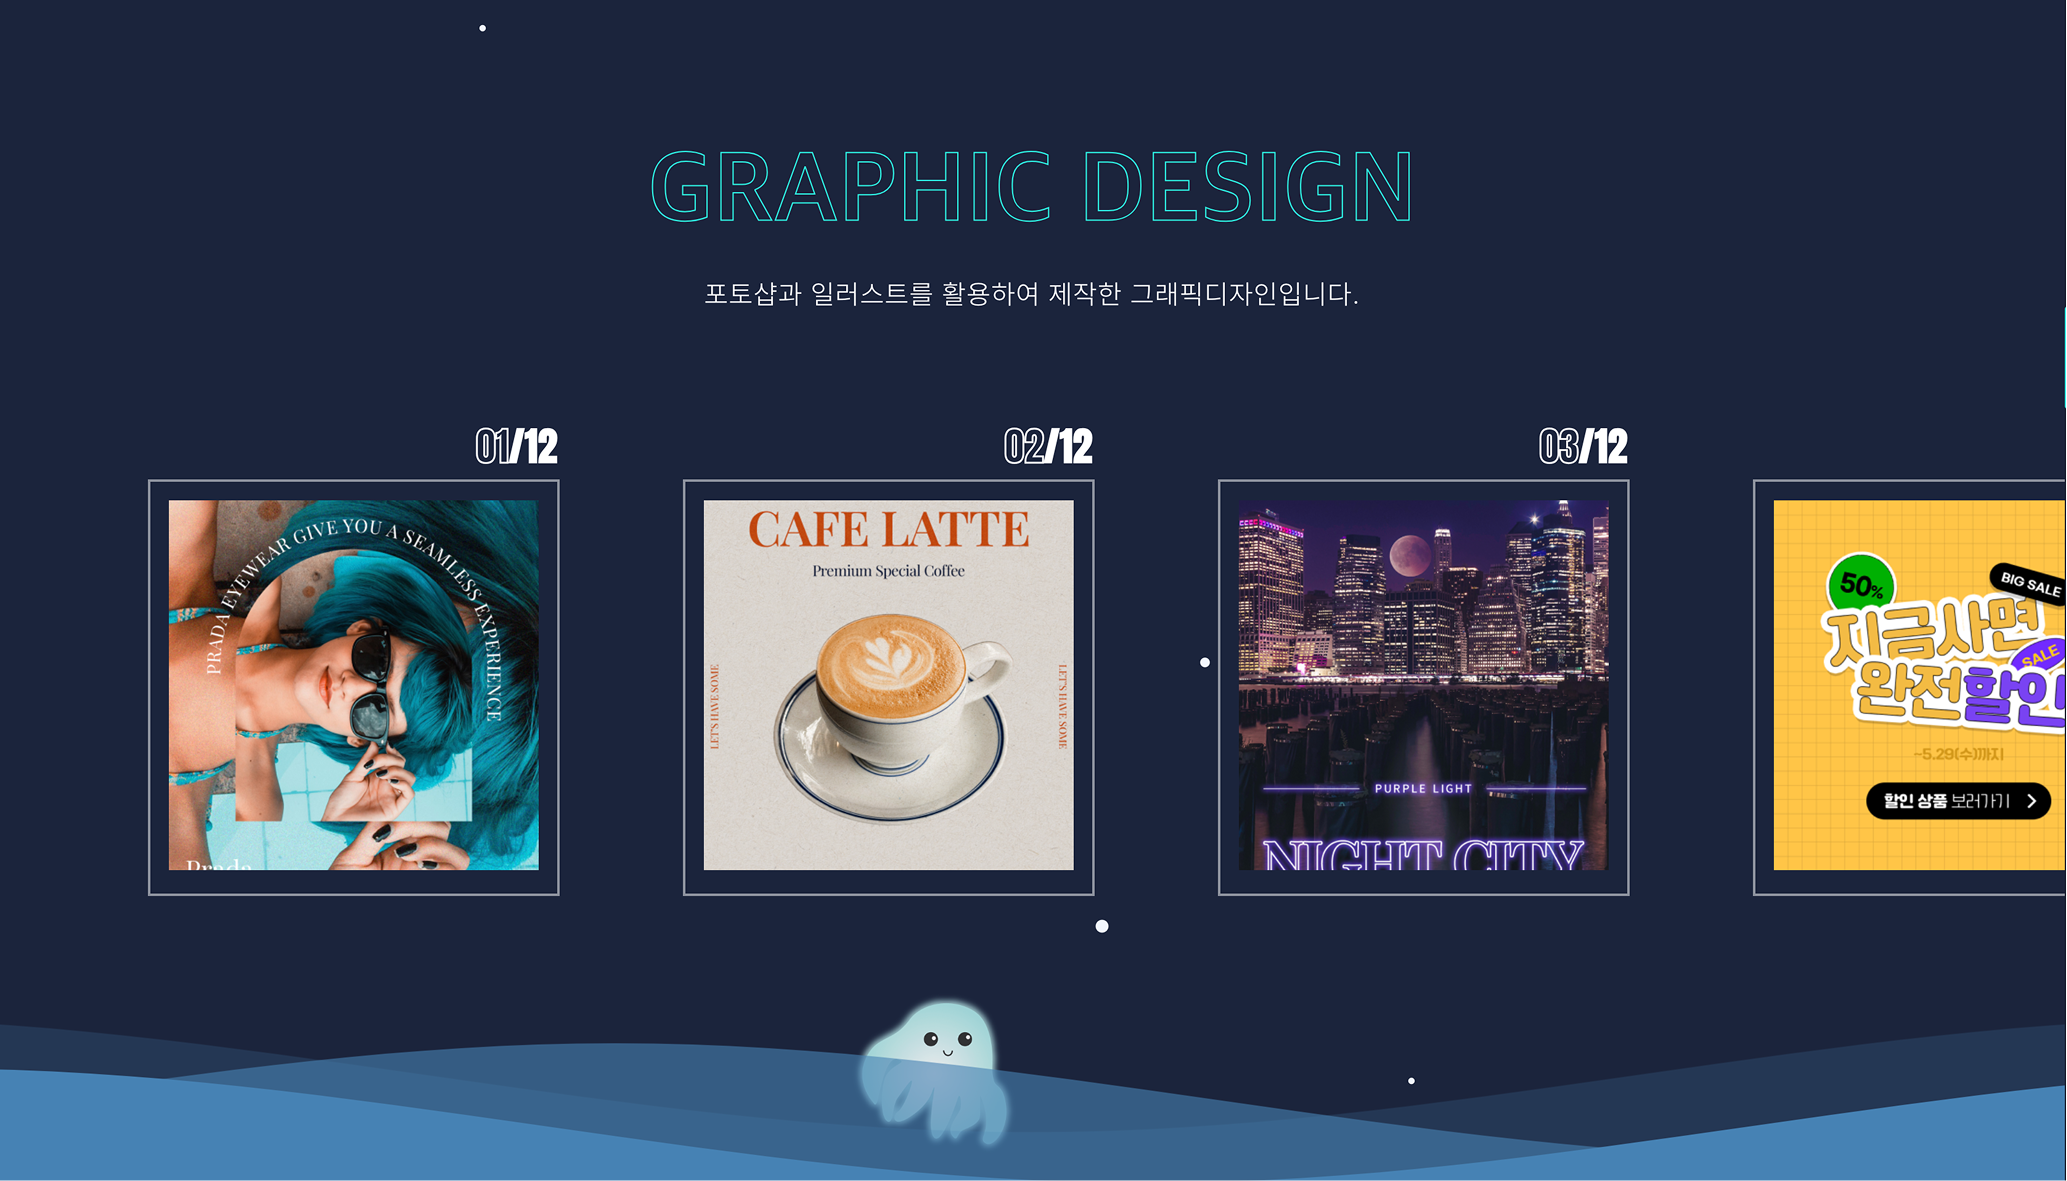 GRAPHIC DESIGN
포토샵과 일러스트를 활용하여 제작한 그래픽디자인입니다.
01/12
02/12
03/12
PRADA EYEWEAR GIVE YOU A SEAMLESS EXPERIENCE
Prada
CAFE LATTE
Premium Special Coffee
LET'S HAVE SOME
LET'S HAVE SOME
PURPLE LIGHT
NIGHT CITY
50%
BIG SALE
지금사면
SALE
완전할인
~5.29(수)까지
할인 상품 보러가기